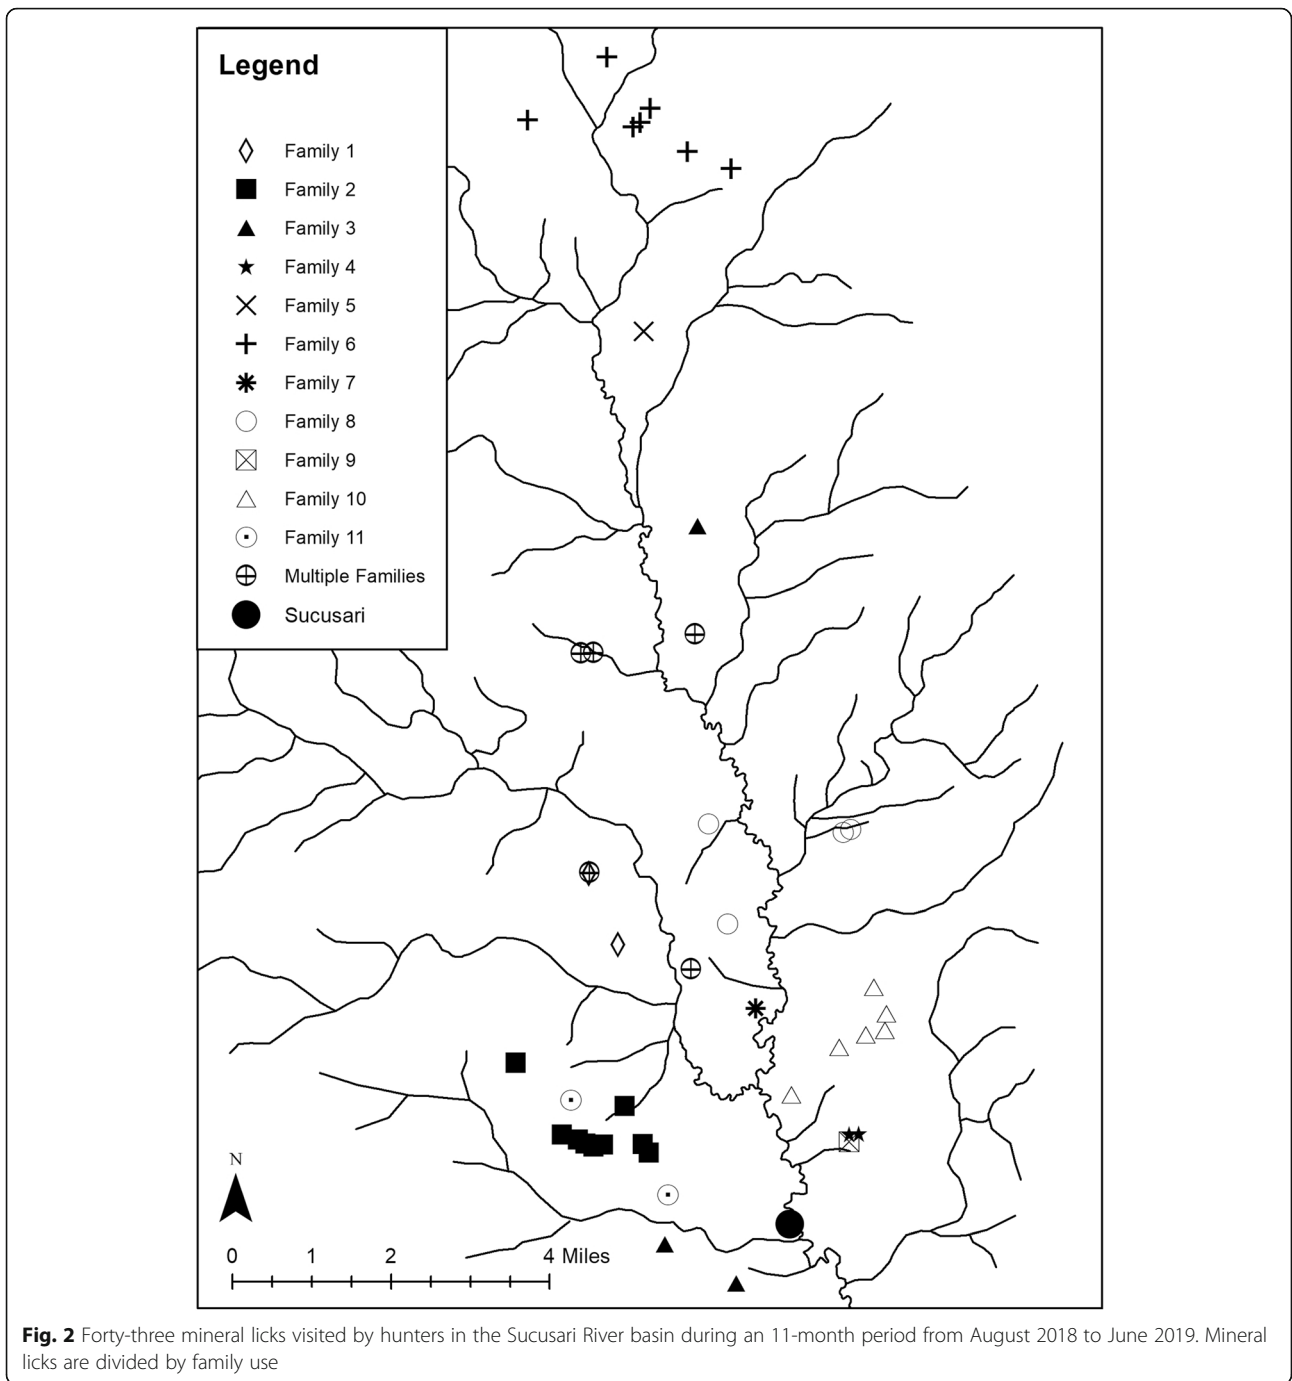 Legend
Family 1
Family 2
Family 3
Family 4
Family 5
Family 6
Family 7
Family 8
Family 9
Family 10
Family 11
Multiple Families
Sucusari
N
0 1 2 4 Miles
Fig. 2 Forty-three mineral licks visited by hunters in the Sucusari River basin during an 11-month period from August 2018 to June 2019. Mineral
licks are divided by family use